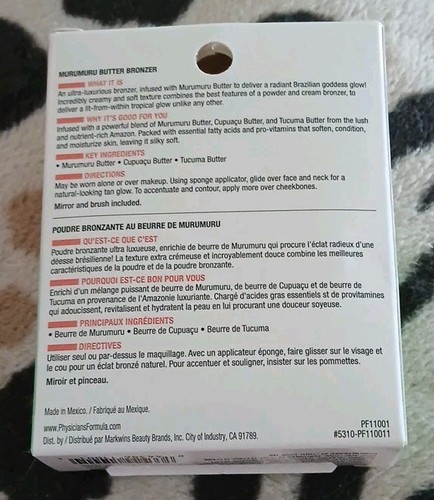 MURUMURU BUTTER BRONZER
WHAT IT IS
An ultra-luxurious bronzer, infused with Murumuru Butter to deliver a radiant Brazilian goddess glow!
Incredibly creamy and soft texture combines the best features of a powder and cream bronzer, to
deliver a lit-from-within tropical glow unlike any other.
WHY IT'S GOOD FOR YOU
Infused with a powerful blend of Murumuru Butter, Cupuaçu Butter, and Tucuma Butter from the lush
and nutrient-rich Amazon. Packed with essential fatty acids and pro-vitamins that soften, condition,
and moisturize skin, leaving it silky soft.
KEY INGREDIENTS
• Murumuru Butter • Cupuaçu Butter • Tucuma Butter
DIRECTIONS
May be worn alone or over makeup. Using sponge applicator, glide over face and neck for a
natural-looking tan glow. To accentuate and contour, apply more over cheekbones.
Mirror and brush included.
POUDRE BRONZANTE AU BEURRE DE MURUMURU
QU'EST-CE QUE C'EST
Poudre bronzante ultra luxueuse, enrichie de beurre de Murumuru qui procure l'éclat radieux d'une
déesse brésilienne! La texture extra crémeuse et incroyablement douce combine les meilleures
caractéristiques de la poudre et de la poudre bronzante.
POURQUOI EST-CE BON POUR VOUS
Enrichi d'un mélange puissant de beurre de Murumuru, de beurre de Cupuaçu et de beurre de
Tucuma en provenance de l'Amazonie luxuriante. Chargé d'acides gras essentiels st de provitamines
qui adoucissent, revitalisent et hydratent la peau en lui procurant une douceur soyeuse.
PRINCIPAUX INGRÉDIENTS
• Beurre de Murumuru • Beurre de Cupuaçu • Beurre de Tucuma
DIRECTIVES
Utiliser seul ou par-dessus le maquillage. Avec un applicateur éponge, faire glisser sur le visage et
le cou pour un éclat bronzé naturel. Pour accentuer et souligner, insister sur les pommettes.
Miroir et pinceau.
Made in Mexico. / Fabriqué au Mexique.
www.PhysiciansFormula.com PF11001
Dist. by / Distribué par Markwins Beauty Brands, Inc. City of Industry, CA 91789. #5310-PF110011